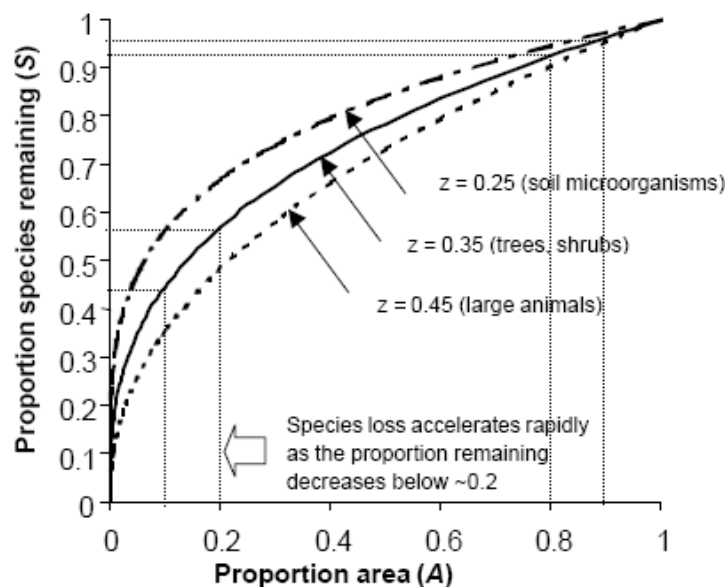 Proportion species remaining (S)
1
0.9
0.8
0.7
0.6
0.5
0.4
0.3
0.2
0.1
0
z = 0.25 (soil microorganisms)
z = 0.35 (trees, shrubs)
z = 0.45 (large animals)
Species loss accelerates rapidly
as the proportion remaining
decreases below ~0.2
0
0.2
0.4
0.6
0.8
1
Proportion area (A)